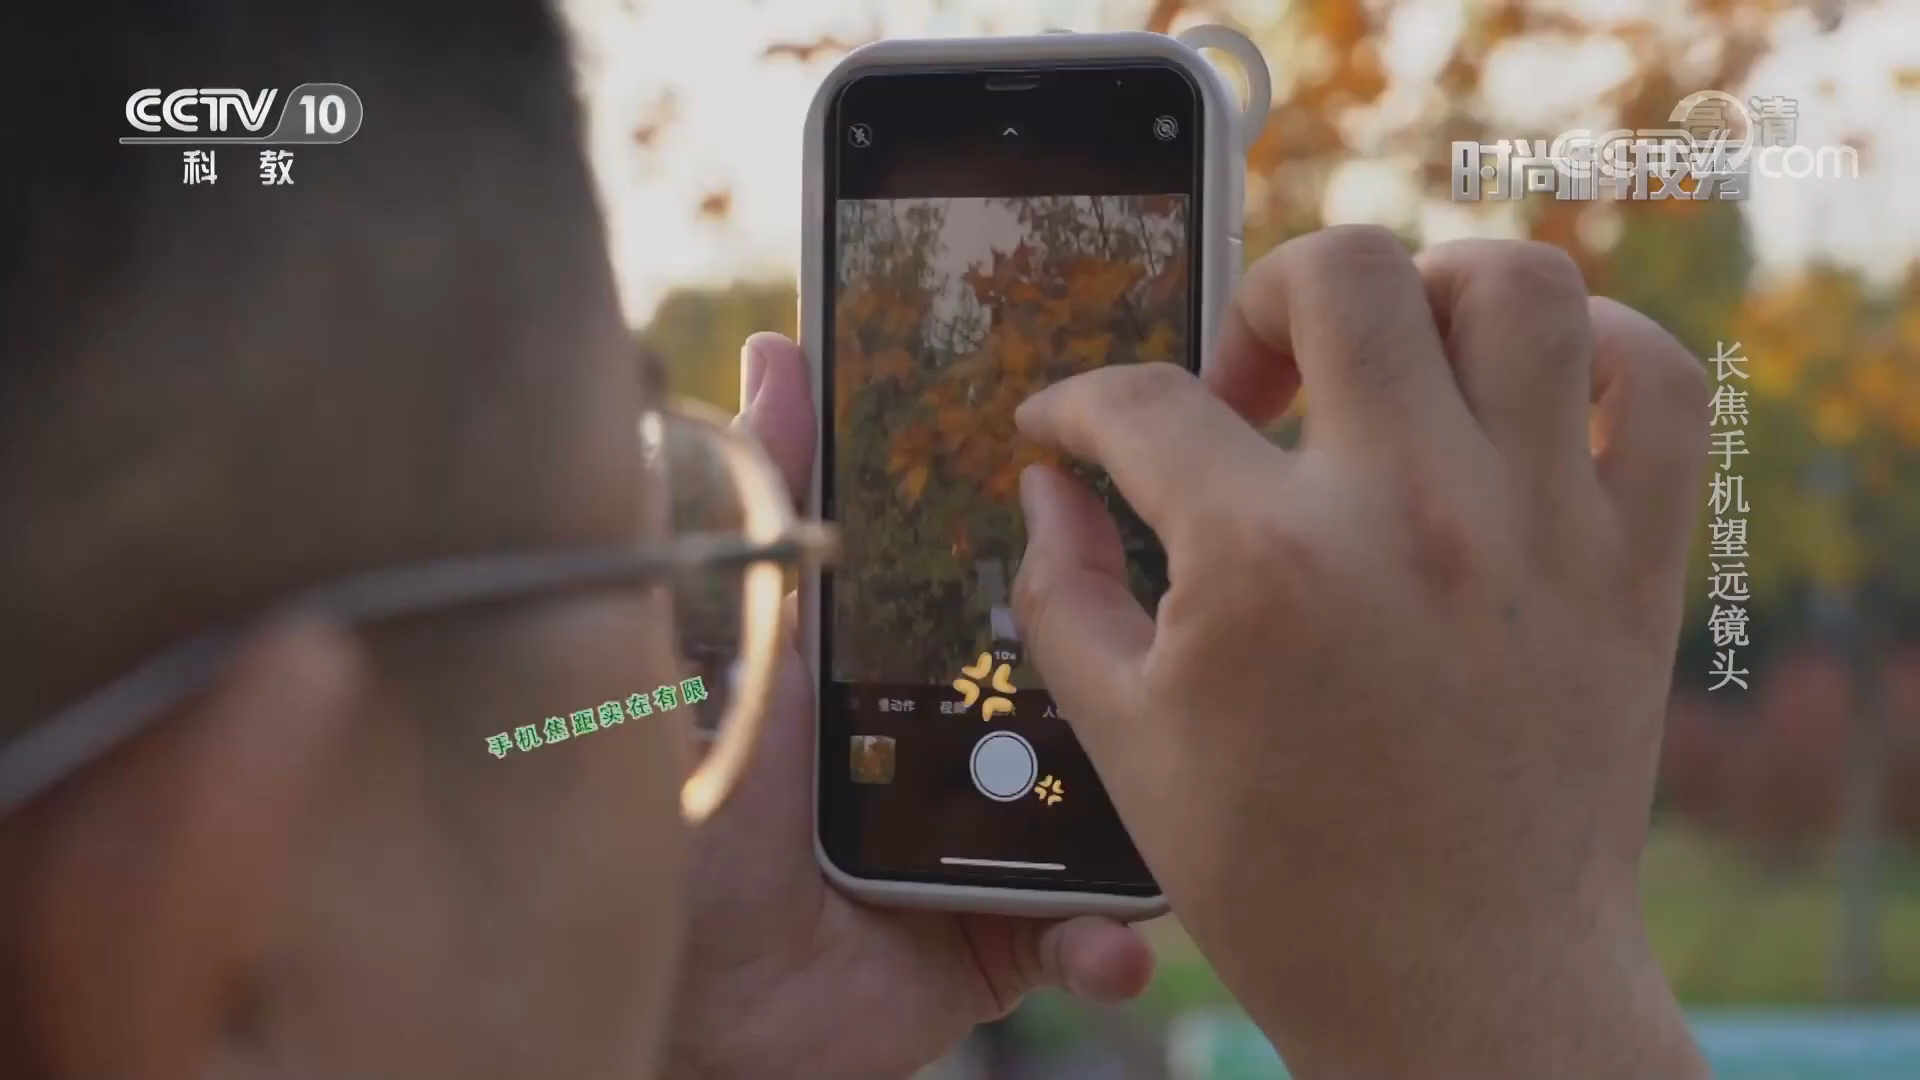 CCTV 10
科 教
高清
时尚科技秀
CCTV.com
长焦手机望远镜头
10x
慢动作 视频
手机焦距实在有限